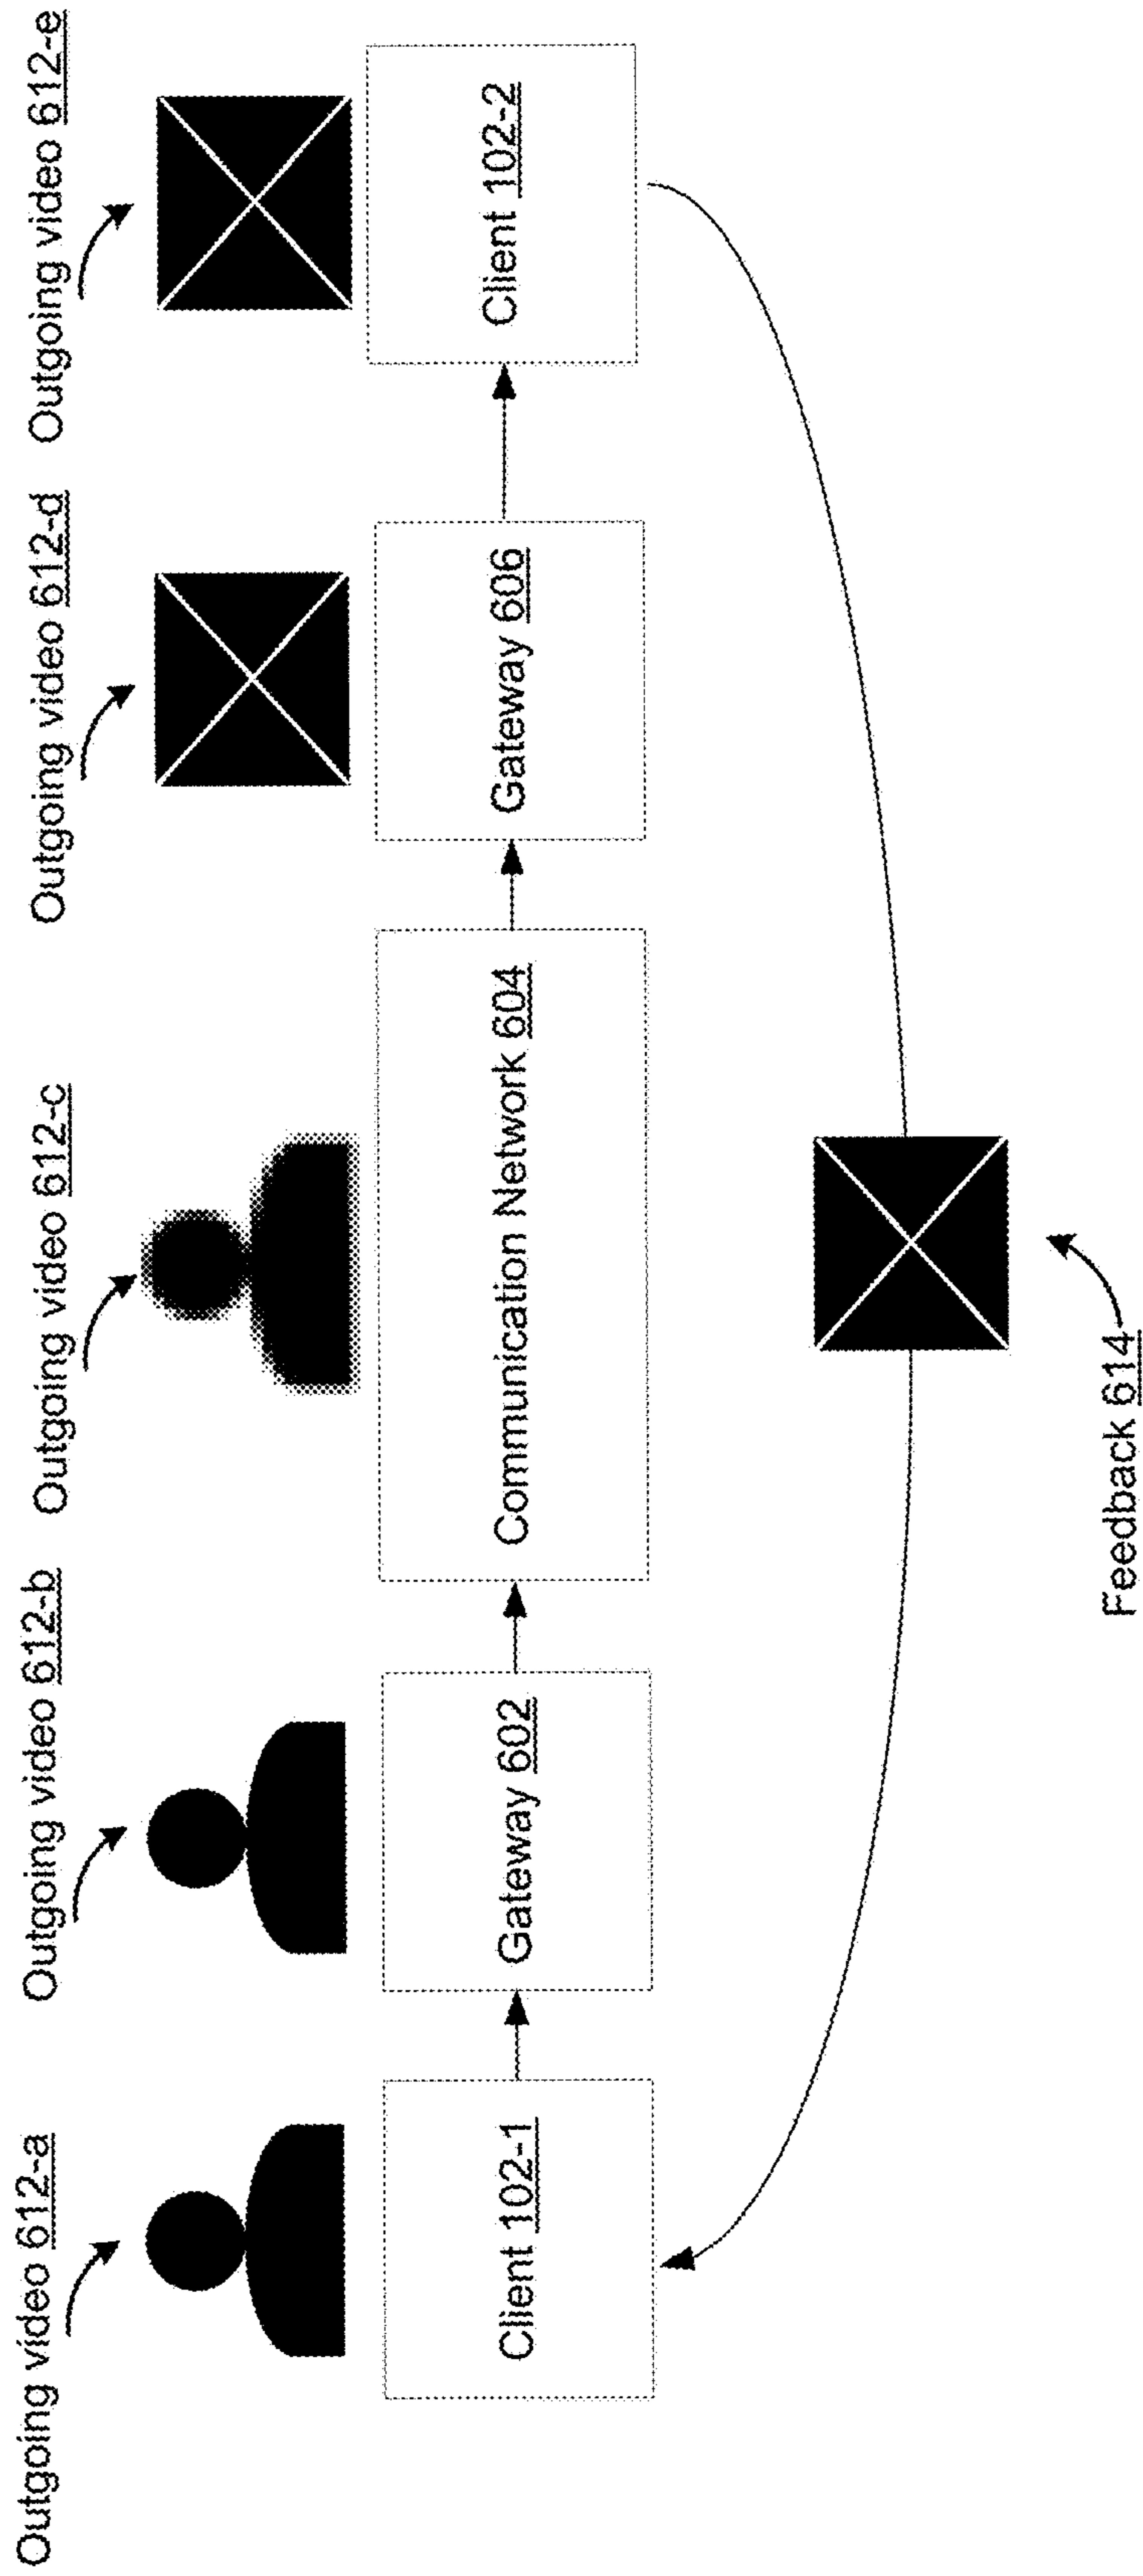 Outgoing video 612-a
Outgoing video 612-b
Outgoing video 612-c
Outgoing video 612-d
Outgoing video 612-e
Client 102-1
Gateway 602
Communication Network 604
Gateway 606
Client 102-2
Feedback 614